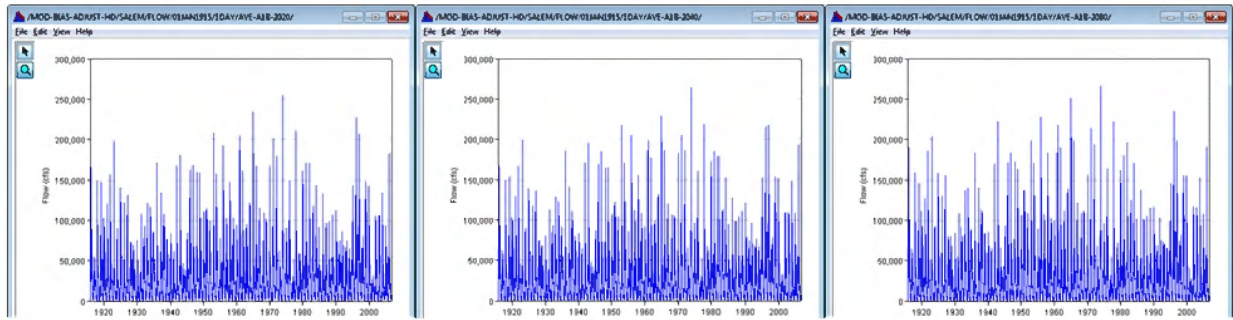 /MOD-BIAS-ADJUST-HD/SALEM/FLOW/01JAN1915/1DAY/AVE-A1B-2020/
File Edit View Help
300,000
250,000
200,000
150,000
100,000
50,000
0
Flow (cfs)
1920 1930 1940 1950 1960 1970 1980 1990 2000
/MOD-BIAS-ADJUST-HD/SALEM/FLOW/01JAN1915/1DAY/AVE-A1B-2040/
File Edit View Help
300,000
250,000
200,000
150,000
100,000
50,000
0
Flow (cfs)
1920 1930 1940 1950 1960 1970 1980 1990 2000
/MOD-BIAS-ADJUST-HD/SALEM/FLOW/01JAN1915/1DAY/AVE-A1B-2080/
File Edit View Help
300,000
250,000
200,000
150,000
100,000
50,000
0
Flow (cfs)
1920 1930 1940 1950 1960 1970 1980 1990 2000